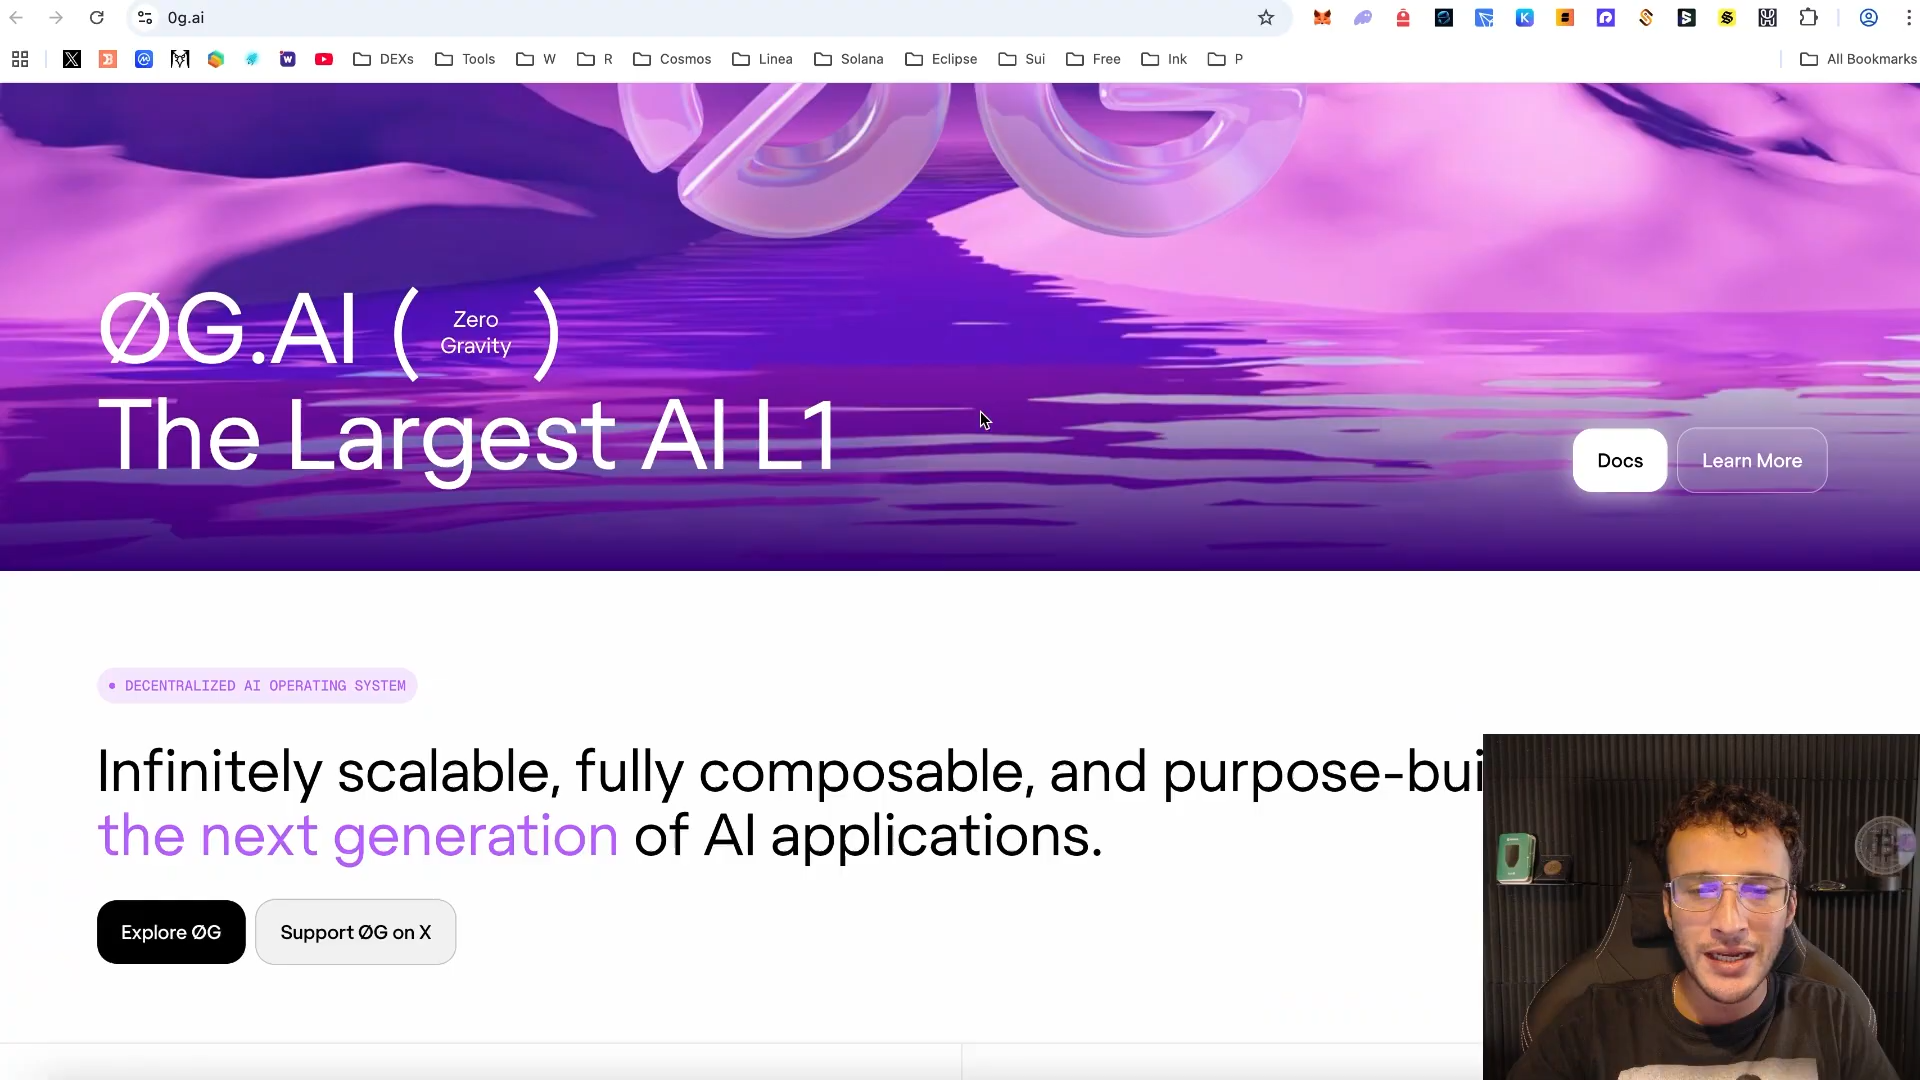 0g.ai
DEXs
Tools
W
R
Cosmos
Linea
Solana
Eclipse
Sui
Free
Ink
P
All Bookmarks
ØG
ØG.AI ( Zero Gravity )
The Largest AI L1
Docs
Learn More
• DECENTRALIZED AI OPERATING SYSTEM
Infinitely scalable, fully composable, and purpose-bui
the next generation of AI applications.
Explore ØG
Support ØG on X